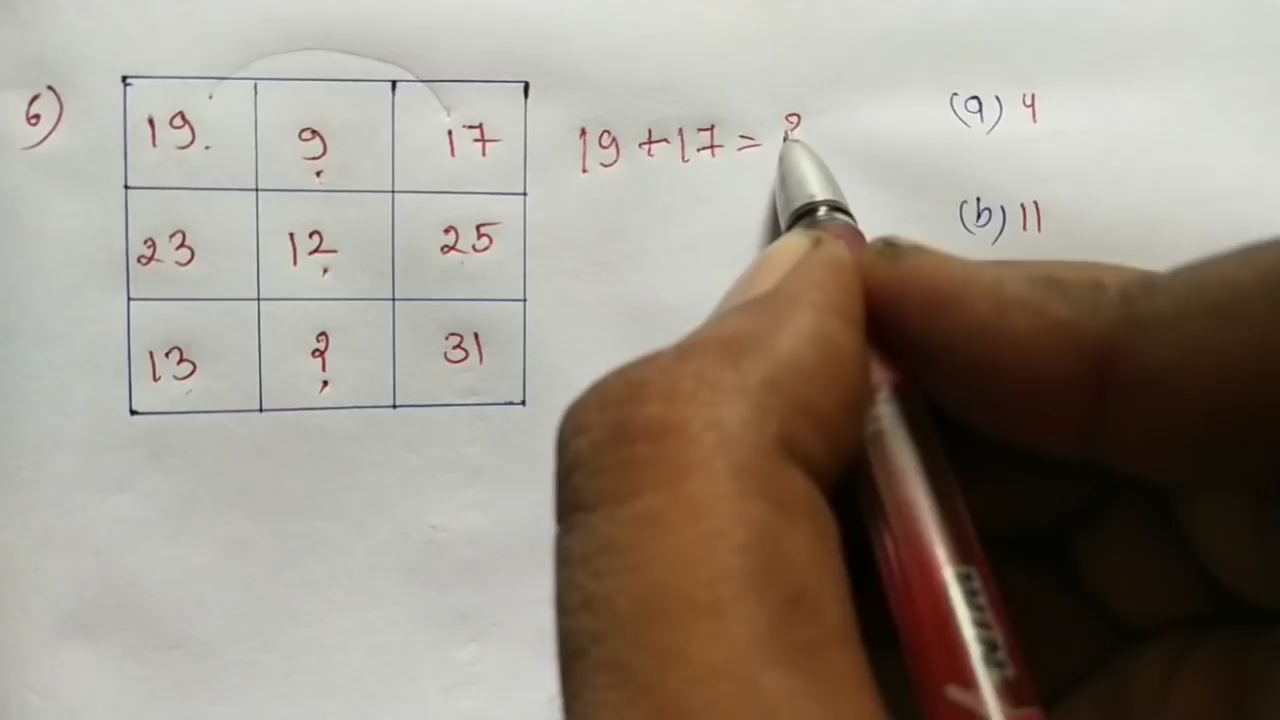 6)
19. 9 17
23 12 25
13 ? 31
19 + 17 = ?
(a) 4
(b) 11